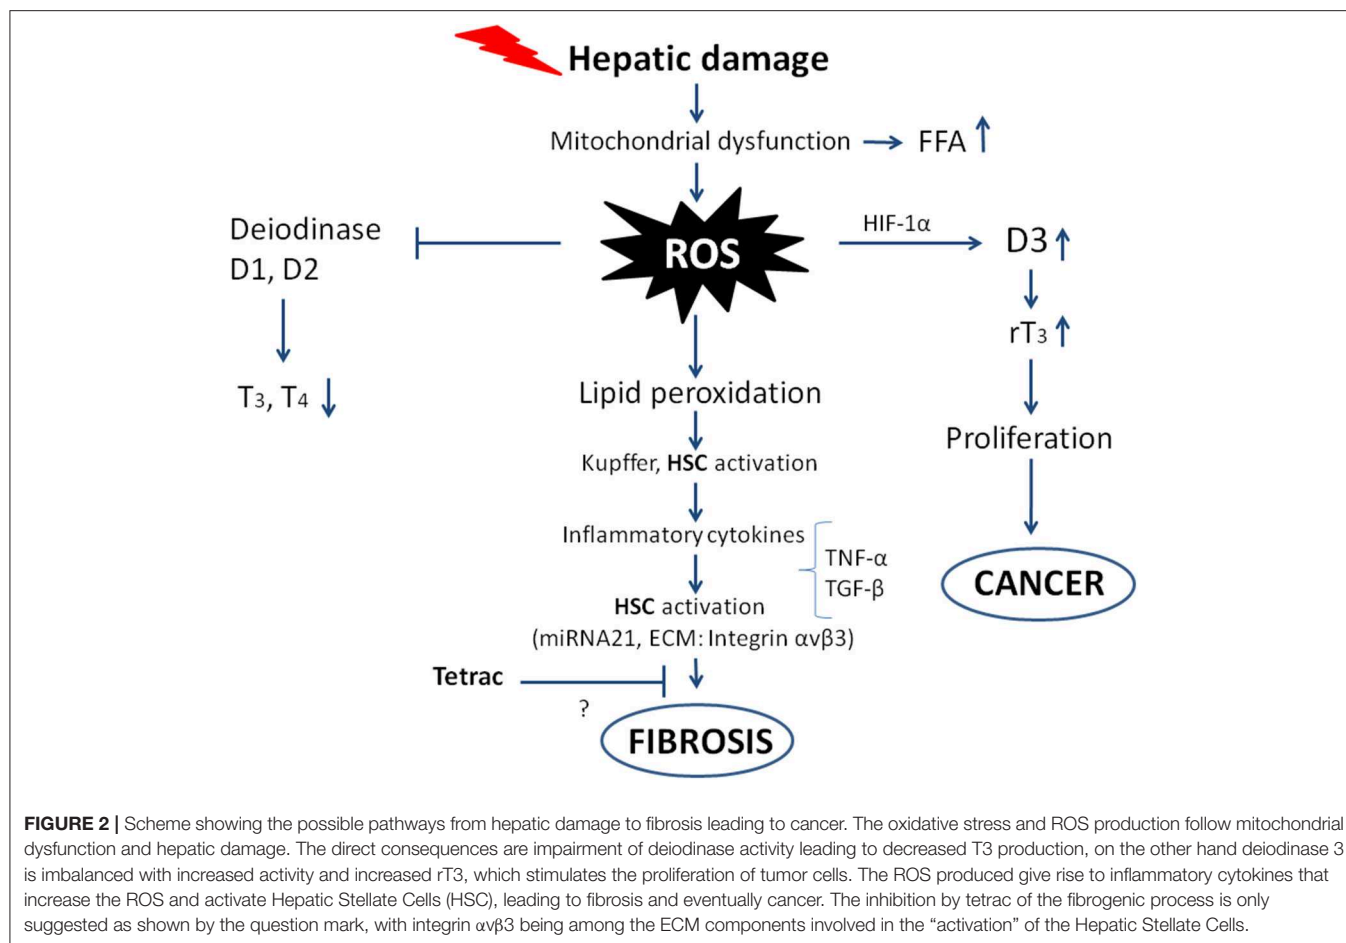 Hepatic damage
Mitochondrial dysfunction
FFA
ROS
Deiodinase
D1, D2
T3, T4
HIF-1α
D3
rT3
Proliferation
CANCER
Lipid peroxidation
Kupffer, HSC activation
Inflammatory cytokines
TNF-α
TGF-β
HSC activation
(miRNA21, ECM: Integrin αvβ3)
Tetrac
?
FIBROSIS
FIGURE 2 | Scheme showing the possible pathways from hepatic damage to fibrosis leading to cancer. The oxidative stress and ROS production follow mitochondrial
dysfunction and hepatic damage. The direct consequences are impairment of deiodinase activity leading to decreased T3 production, on the other hand deiodinase 3
is imbalanced with increased activity and increased rT3, which stimulates the proliferation of tumor cells. The ROS produced give rise to inflammatory cytokines that
increase the ROS and activate Hepatic Stellate Cells (HSC), leading to fibrosis and eventually cancer. The inhibition by tetrac of the fibrogenic process is only
suggested as shown by the question mark, with integrin αvβ3 being among the ECM components involved in the “activation” of the Hepatic Stellate Cells.